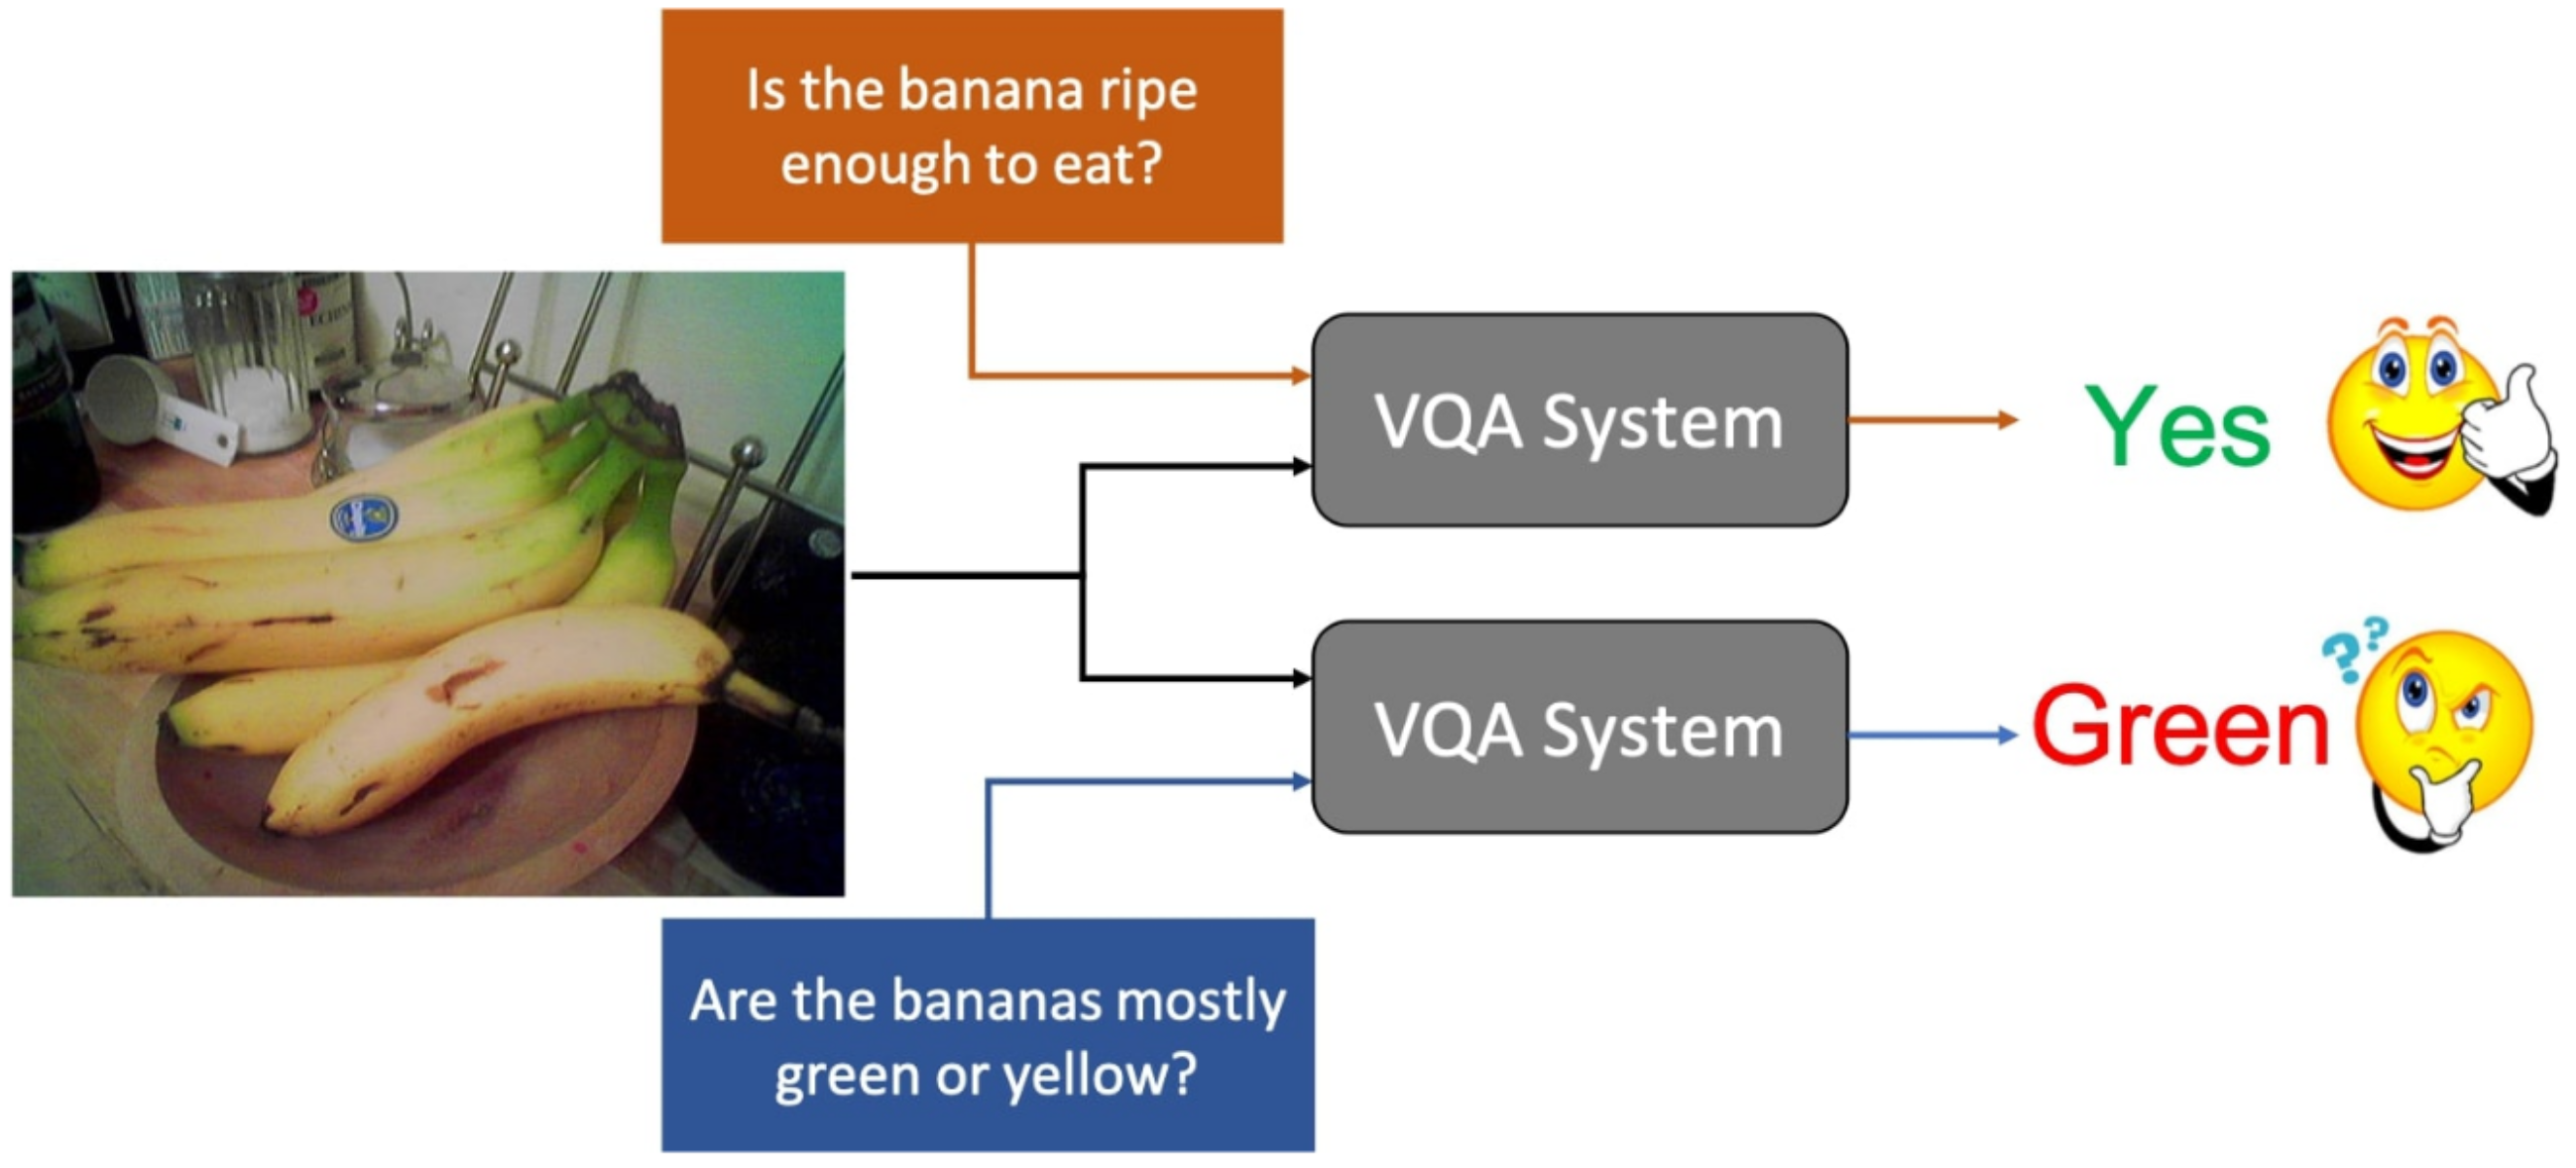 Is the banana ripe
enough to eat?
VQA System
Yes
VQA System
Green
??
Are the bananas mostly
green or yellow?